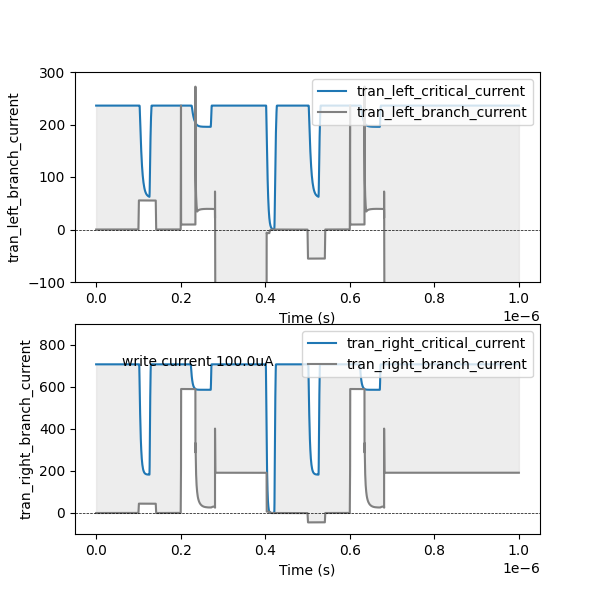 300
200
100
0
−100
tran_left_branch_current
tran_left_critical_current
tran_left_branch_current
0.0 0.2 0.4 0.6 0.8 1.0
Time (s)
1e−6
800
600
400
200
0
tran_right_branch_current
write current 100.0uA
tran_right_critical_current
tran_right_branch_current
0.0 0.2 0.4 0.6 0.8 1.0
Time (s)
1e−6